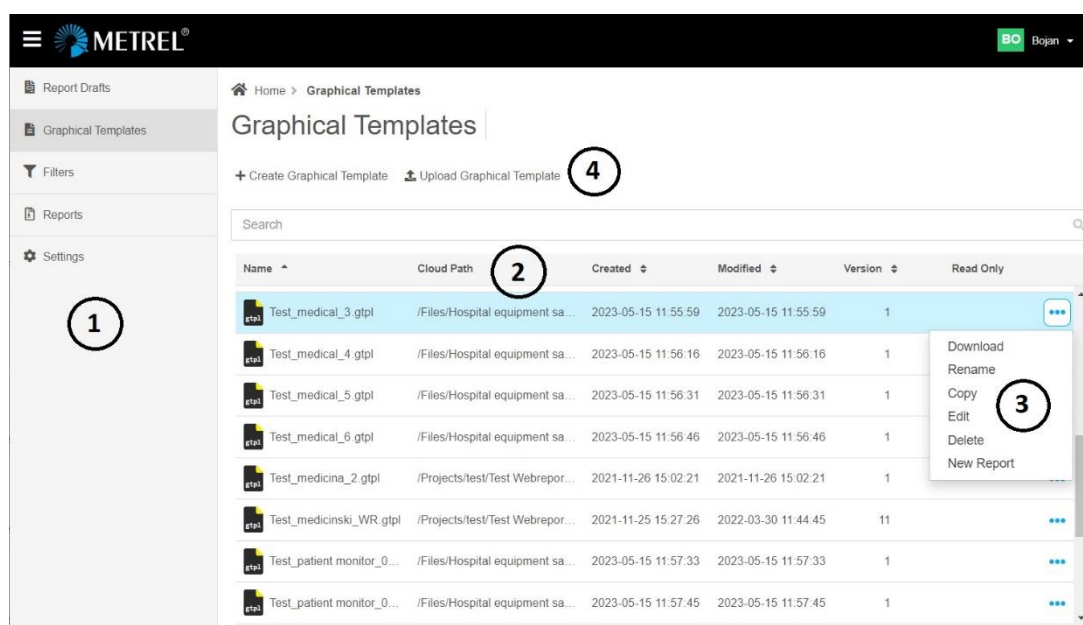 METREL®
BO Bojan
Report Drafts
Graphical Templates
Filters
Reports
Settings
1
Home > Graphical Templates
Graphical Templates
+ Create Graphical Template Upload Graphical Template
4
Search
Name Cloud Path Created Modified Version Read Only
2
gtpl Test_medical_3.gtpl /Files/Hospital equipment sa... 2023-05-15 11:55:59 2023-05-15 11:55:59 1
gtpl Test_medical_4.gtpl /Files/Hospital equipment sa... 2023-05-15 11:56:16 2023-05-15 11:56:16 1
gtpl Test_medical_5.gtpl /Files/Hospital equipment sa... 2023-05-15 11:56:31 2023-05-15 11:56:31 1
gtpl Test_medical_6.gtpl /Files/Hospital equipment sa... 2023-05-15 11:56:46 2023-05-15 11:56:46 1
gtpl Test_medicina_2.gtpl /Projects/test/Test Webrepor... 2021-11-26 15:02:21 2021-11-26 15:02:21 1
gtpl Test_medicinski_WR.gtpl /Projects/test/Test Webrepor... 2021-11-25 15:27:26 2022-03-30 11:44:45 11
gtpl Test_patient monitor_0... /Files/Hospital equipment sa... 2023-05-15 11:57:33 2023-05-15 11:57:33 1
gtpl Test_patient monitor_0... /Files/Hospital equipment sa... 2023-05-15 11:57:45 2023-05-15 11:57:45 1
Download
Rename
Copy
Edit
Delete
New Report
3